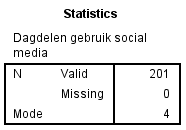 Statistics
Dagdelen gebruik social
media
N Valid 201
Missing 0
Mode 4